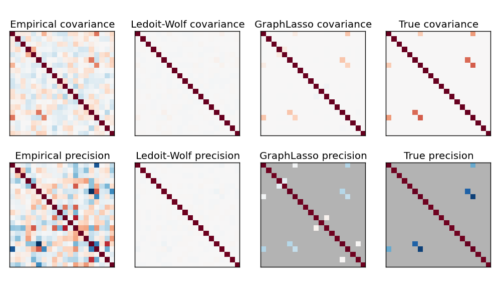 Empirical covariance
Ledoit-Wolf covariance
GraphLasso covariance
True covariance
Empirical precision
Ledoit-Wolf precision
GraphLasso precision
True precision